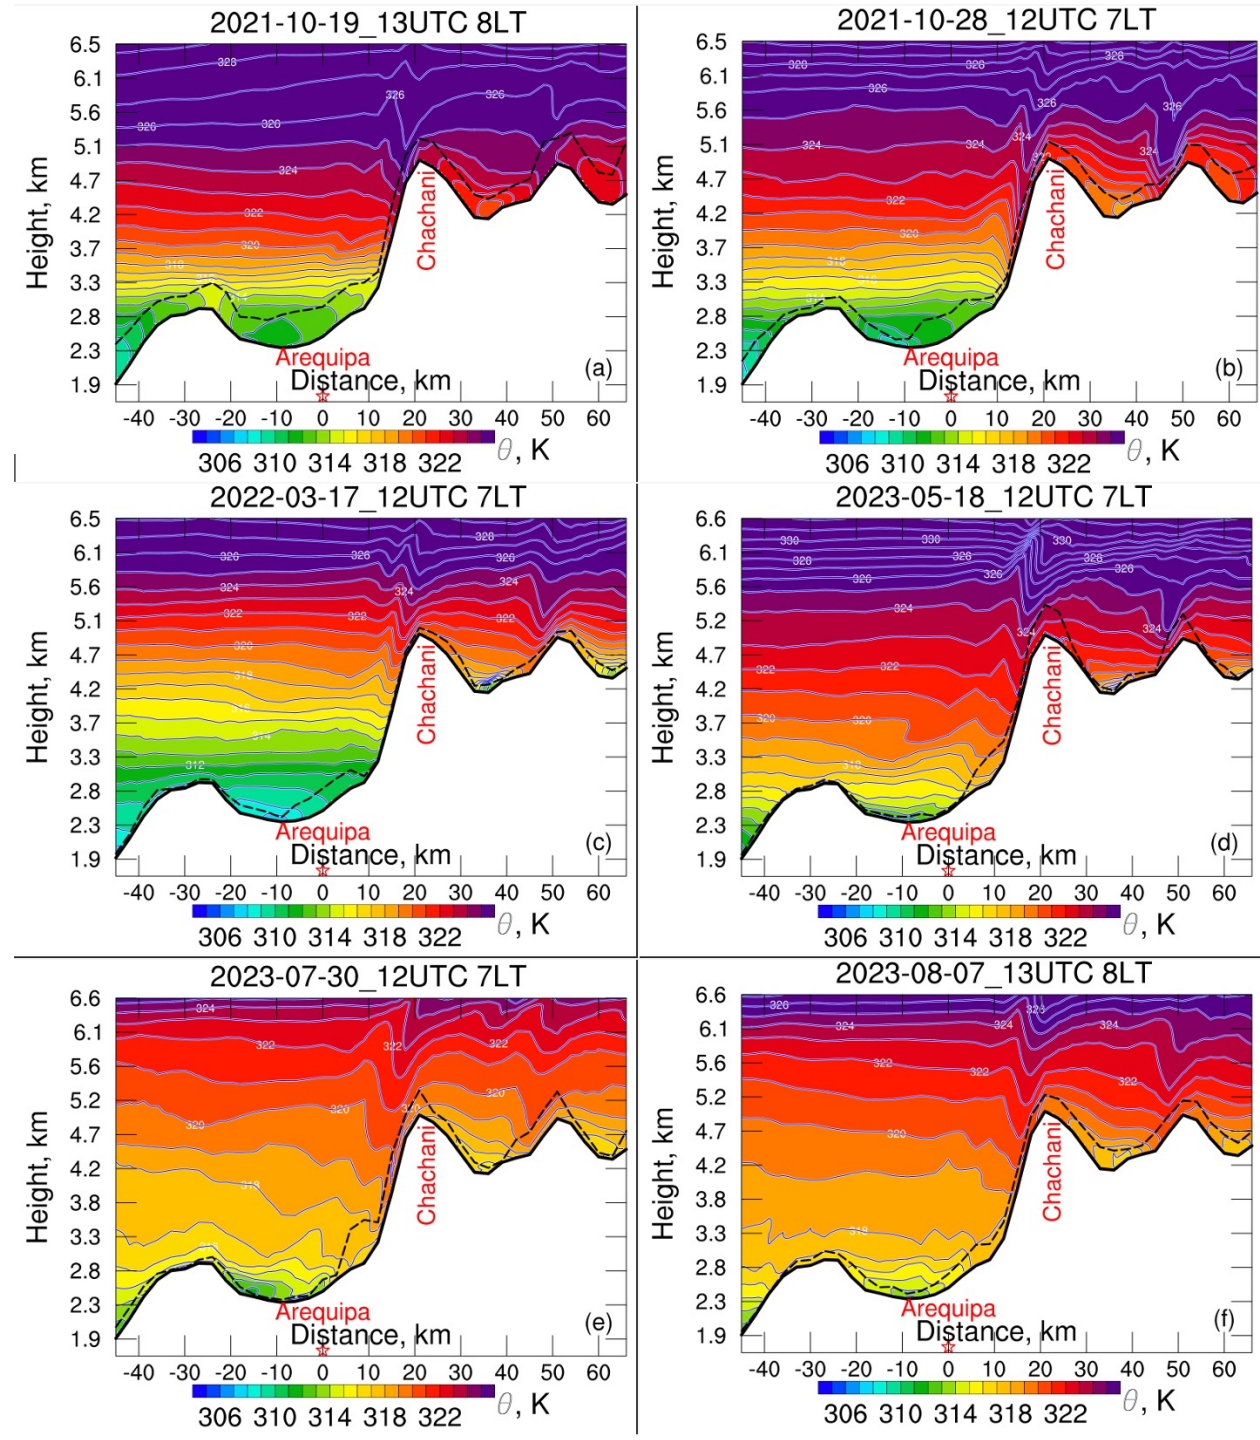 2021-10-19_13UTC 8LT
6.5
6.1
5.6
5.1
4.7
4.2
3.7
3.3
2.8
2.3
1.9
Height, km
328
326
326
326
326
324
322
320
Chachani
Arequipa
Distance, km
(a)
-40 -30 -20 -10 0 10 20 30 40 50 60
306 310 314 318 322
θ, K
2021-10-28_12UTC 7LT
6.5
6.1
5.6
5.1
4.7
4.2
3.7
3.3
2.8
2.3
1.9
Height, km
328
326
326
326
326
324
324
324
324
322
322
320
Chachani
Arequipa
Distance, km
(b)
-40 -30 -20 -10 0 10 20 30 40 50 60
306 310 314 318 322
θ, K
2022-03-17_12UTC 7LT
6.5
6.1
5.6
5.1
4.7
4.2
3.7
3.3
2.8
2.3
1.9
Height, km
328
326
326
326
324
324
324
322
322
322
320
318
316
314
312
Chachani
Arequipa
Distance, km
(c)
-40 -30 -20 -10 0 10 20 30 40 50 60
306 310 314 318 322
θ, K
2023-05-18_12UTC 7LT
6.6
6.1
5.6
5.2
4.7
4.2
3.7
3.3
2.8
2.3
1.9
Height, km
330
330
328
326
326
328
326
326
324
324
324
322
322
320
320
318
Chachani
Arequipa
Distance, km
(d)
-40 -30 -20 -10 0 10 20 30 40 50 60
306 310 314 318 322
θ, K
2023-07-30_12UTC 7LT
6.6
6.1
5.6
5.2
4.7
4.2
3.8
3.3
2.8
2.3
1.9
Height, km
324
322
322
322
320
320
320
318
Chachani
Arequipa
Distance, km
(e)
-40 -30 -20 -10 0 10 20 30 40 50 60
306 310 314 318 322
θ, K
2023-08-07_13UTC 8LT
6.6
6.1
5.6
5.2
4.7
4.2
3.8
3.3
2.8
2.3
1.9
Height, km
326
326
324
324
324
322
322
322
320
318
Chachani
Arequipa
Distance, km
(f)
-40 -30 -20 -10 0 10 20 30 40 50 60
306 310 314 318 322
θ, K